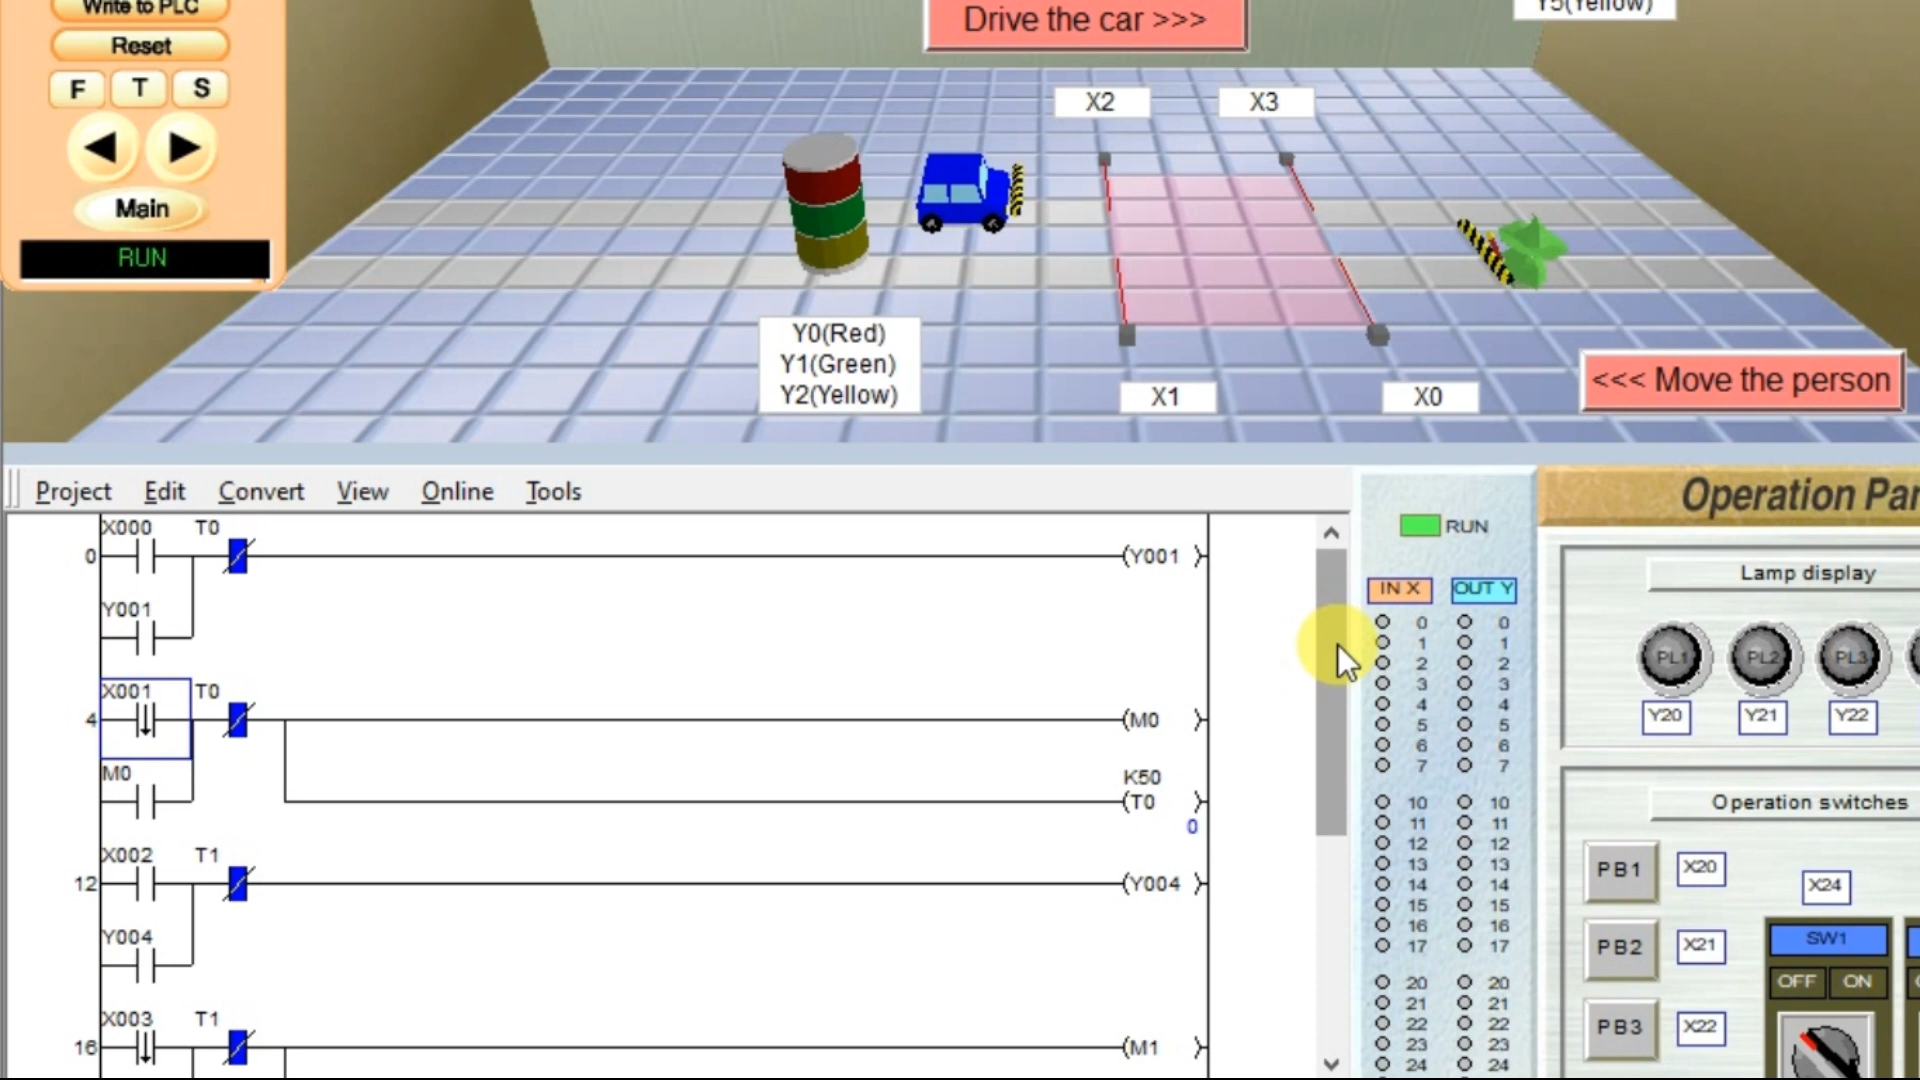 Write to PLC
Reset
F T S
Main
RUN
Drive the car >>>
Y5(Yellow)
X2
X3
Y0(Red)
Y1(Green)
Y2(Yellow)
X1
X0
<<< Move the person
Project Edit Convert View Online Tools
X000 T0
0 (Y001 )
Y001
X001 T0
4 (M0 )
M0
K50
(T0 )
0
X002 T1
12 (Y004 )
Y004
X003 T1
16 (M1 )
RUN
IN X OUT Y
0 0
1 1
2 2
3 3
4 4
5 5
6 6
7 7
10 10
11 11
12 12
13 13
14 14
15 15
16 16
17 17
20 20
21 21
22 22
23 23
24 24
Operation Pan
Lamp display
PL1 PL2 PL3
Y20 Y21 Y22
Operation switches
PB1 X20
X24
PB2 X21
SW1
OFF ON
PB3 X22